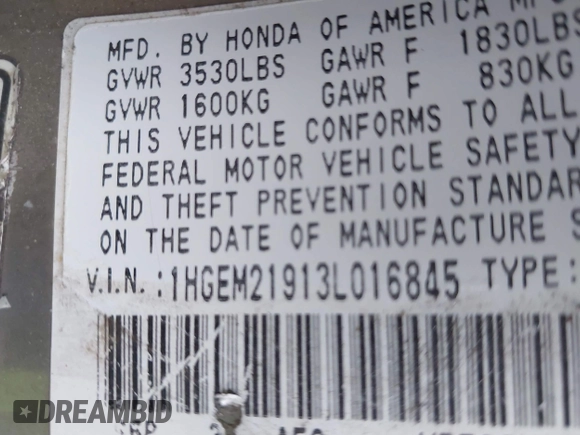 MFD. BY HONDA OF AMERICA
GVWR 3530LBS GAWR F 1830LBS
GVWR 1600KG GAWR F 830KG
THIS VEHICLE CONFORMS TO ALL
FEDERAL MOTOR VEHICLE SAFETY
AND THEFT PREVENTION STANDAR
ON THE DATE OF MANUFACTURE S
V.I.N.: 1HGEM21913L016845 TYPE:
DREAMBID